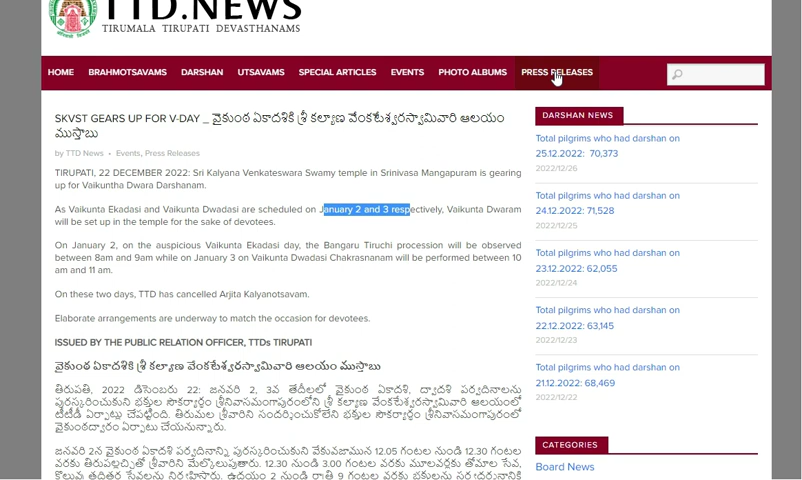 TTD.NEWS
TIRUMALA TIRUPATI DEVASTHANAMS
HOME BRAHMOTSAVAMS DARSHAN UTSAVAMS SPECIAL ARTICLES EVENTS PHOTO ALBUMS PRESS RELEASES
SKVST GEARS UP FOR V-DAY _ వైకుంఠ ఏకాదశికి శ్రీ కల్యాణ వేంకటేశ్వరస్వామివారి ఆలయం
ముస్తాబు
by TTD News • Events, Press Releases
TIRUPATI, 22 DECEMBER 2022: Sri Kalyana Venkateswara Swamy temple in Srinivasa Mangapuram is gearing
up for Vaikuntha Dwara Darshanam.
As Vaikunta Ekadasi and Vaikunta Dwadasi are scheduled on January 2 and 3 respectively, Vaikunta Dwaram
will be set up in the temple for the sake of devotees.
On January 2, on the auspicious Vaikunta Ekadasi day, the Bangaru Tiruchi procession will be observed
between 8am and 9am while on January 3 on Vaikunta Dwadasi Chakrasnanam will be performed between 10
am and 11 am.
On these two days, TTD has cancelled Arjita Kalyanotsavam.
Elaborate arrangements are underway to match the occasion for devotees.
ISSUED BY THE PUBLIC RELATION OFFICER, TTDs TIRUPATI
వైకుంఠ ఏకాదశికి శ్రీ కల్యాణ వేంకటేశ్వరస్వామివారి ఆలయం ముస్తాబు
తిరుపతి, 2022 డిసెంబరు 22: జనవరి 2, 3వ తేదీలలో వైకుంఠ ఏకాదశి, ద్వాదశి పర్వదినాలను
పురస్కరించుకుని భక్తుల సౌకర్యార్థం శ్రీనివాసమంగాపురంలోని శ్రీ కల్యాణ వేంకటేశ్వరస్వామివారి ఆలయంలో
టీటీడీ ఏర్పాట్లు చేపట్టింది. తిరుమల శ్రీవారిని సందర్శించుకోలేని భక్తుల సౌకర్యార్థం శ్రీనివాసమంగాపురంలో
వైకుంఠద్వారం ఏర్పాటు చేయనున్నారు.
జనవరి 2న వైకుంఠ ఏకాదశి పర్వదినాన్ని పురస్కరించుకుని వేకువజామున 12.05 గంటల నుండి 12.30 గంటల
వరకు తిరుప్పల్లచ్చితో శ్రీవారిని మేల్కొలుపుతారు. 12.30 నుండి 3.00 గంటల వరకు మూలవర్లకు తోమాల సేవ,
కొలువు తదితర సేవలను నిర్వహిస్తారు. ఉదయం 2 నుండి రాత్రి 9 గంటల వరకు భక్తులకు సర్వదర్శనానికి
DARSHAN NEWS
Total pilgrims who had darshan on
25.12.2022: 70,373
2022/12/26
Total pilgrims who had darshan on
24.12.2022: 71,528
2022/12/25
Total pilgrims who had darshan on
23.12.2022: 62,055
2022/12/24
Total pilgrims who had darshan on
22.12.2022: 63,145
2022/12/23
Total pilgrims who had darshan on
21.12.2022: 68,469
2022/12/22
CATEGORIES
Board News